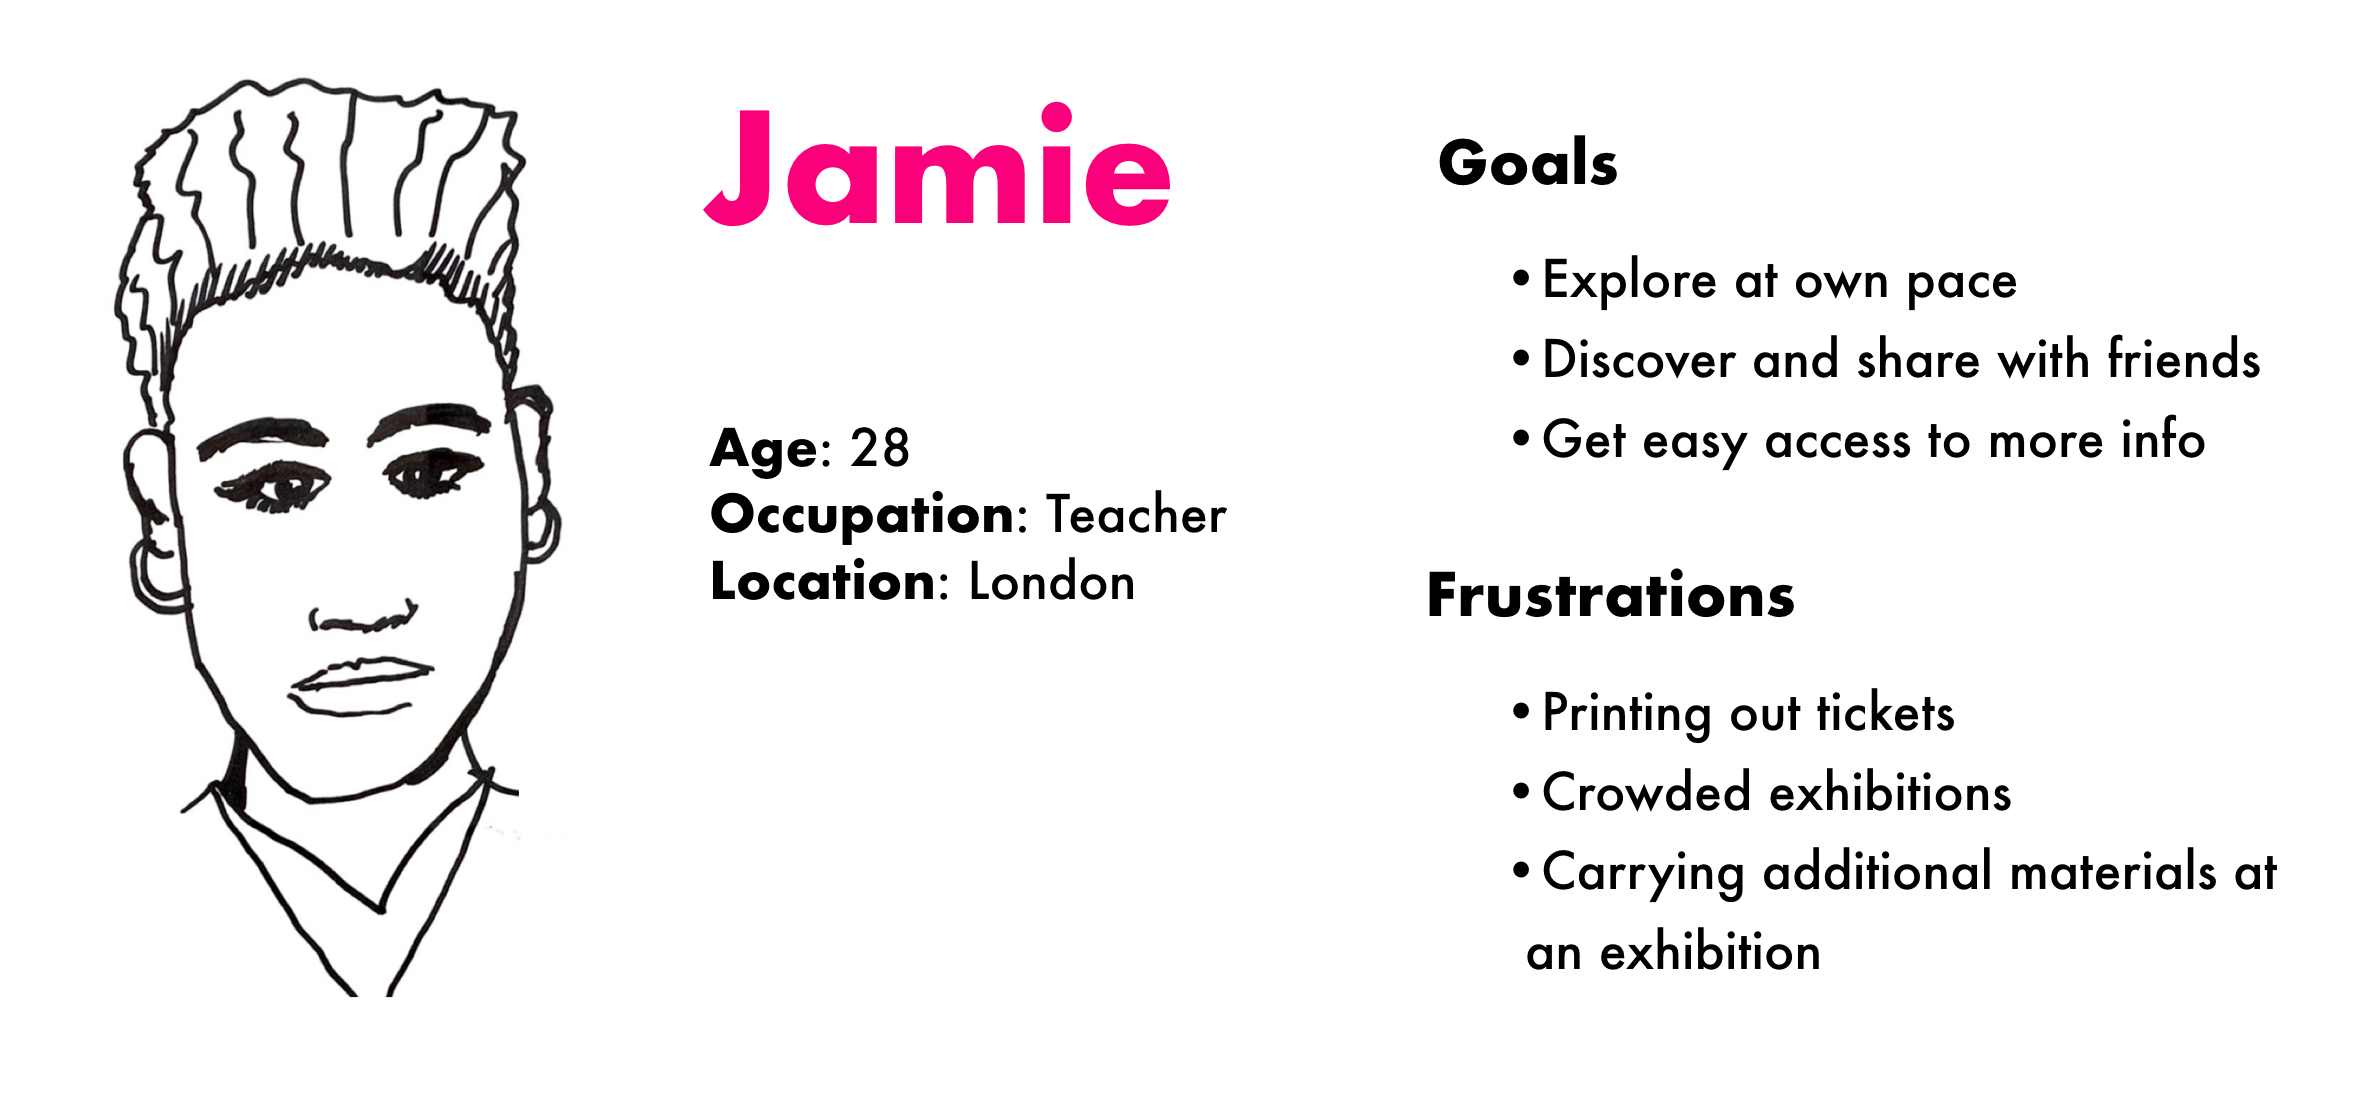 Jamie
Age: 28
Occupation: Teacher
Location: London
Goals
• Explore at own pace
• Discover and share with friends
• Get easy access to more info
Frustrations
• Printing out tickets
• Crowded exhibitions
• Carrying additional materials at
an exhibition